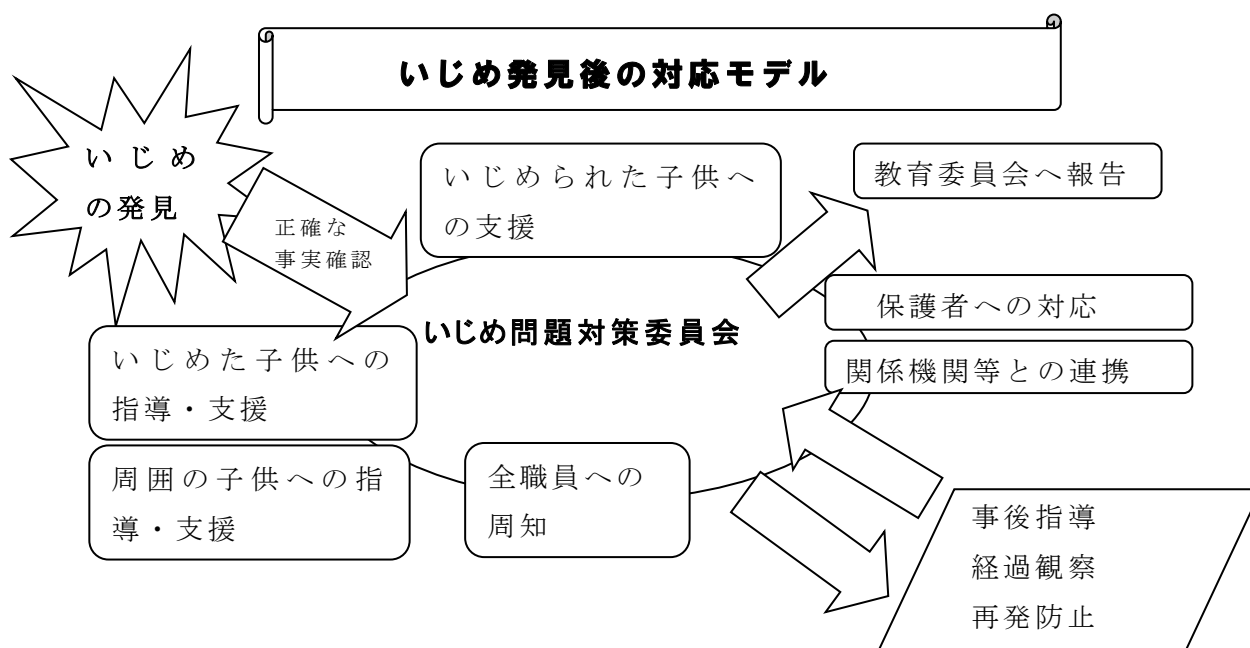 いじめ発見後の対応モデル
いじめ
の発見
正確な
事実確認
いじめられた子供へ
の支援
教育委員会へ報告
保護者への対応
関係機関等との連携
いじめ問題対策委員会
いじめた子供への
指導・支援
周囲の子供への指
導・支援
全職員への
周知
事後指導
経過観察
再発防止